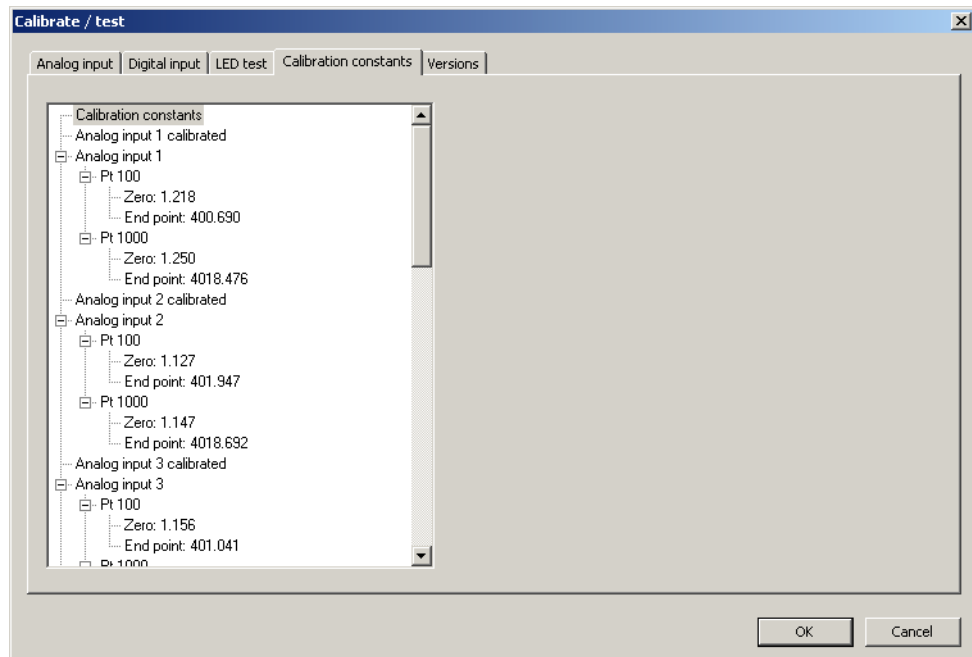 Calibrate / test
Analog input Digital input LED test Calibration constants Versions
Calibration constants
Analog input 1 calibrated
Analog input 1
Pt 100
Zero: 1.218
End point: 400.690
Pt 1000
Zero: 1.250
End point: 4018.476
Analog input 2 calibrated
Analog input 2
Pt 100
Zero: 1.127
End point: 401.947
Pt 1000
Zero: 1.147
End point: 4018.692
Analog input 3 calibrated
Analog input 3
Pt 100
Zero: 1.156
End point: 401.041
Pt 1000
OK Cancel